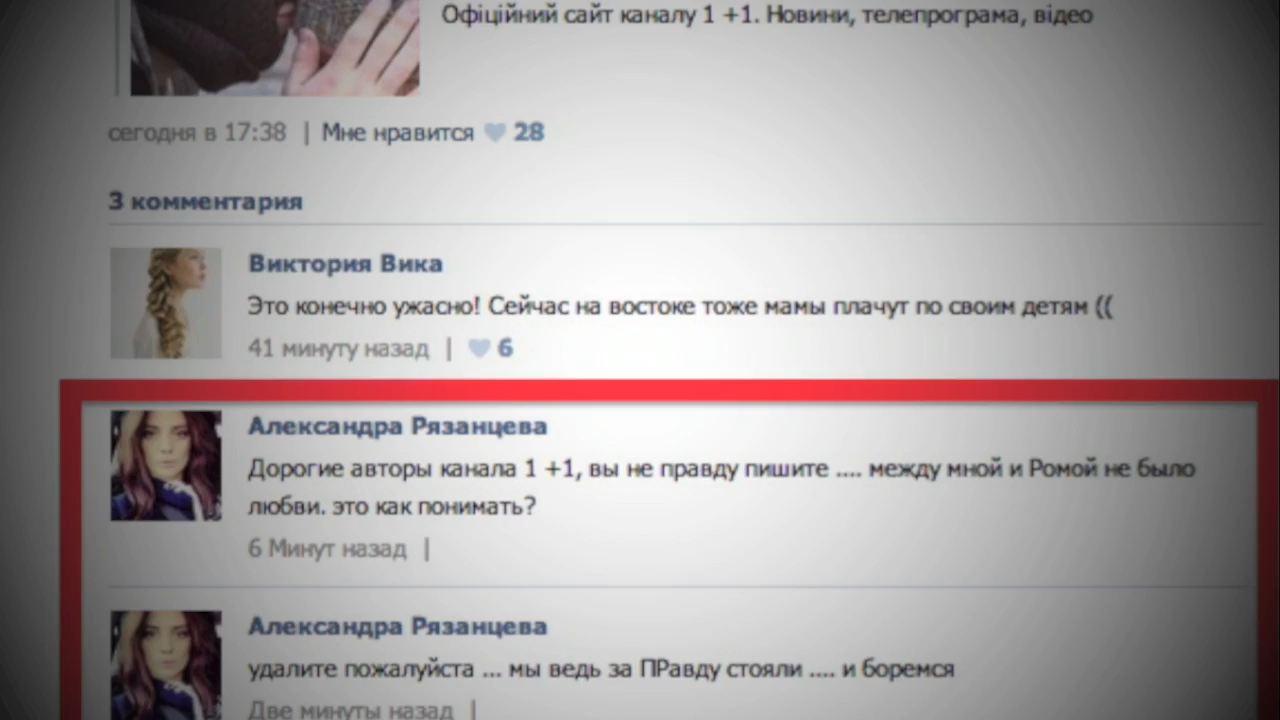 Офіційний сайт каналу 1 +1. Новини, телепрограма, відео
сегодня в 17:38 | Мне нравится 28
3 комментария
Виктория Вика
Это конечно ужасно! Сейчас на востоке тоже мамы плачут по своим детям ((
41 минуту назад | 6
Александра Рязанцева
Дорогие авторы канала 1 +1, вы не правду пишите .... между мной и Ромой не было
любви. это как понимать?
6 Минут назад |
Александра Рязанцева
удалите пожалуйста ... мы ведь за ПРавду стояли .... и боремся
Две минуты назад |